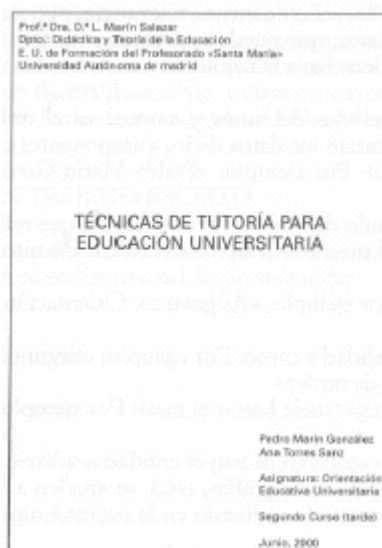 Prof.ª Dra. D.ª L. Marín Salazar
Dpto.: Didáctica y Teoría de la Educación
E. U. de Formación del Profesorado «Santa María»
Universidad Autónoma de madrid
TÉCNICAS DE TUTORÍA PARA
EDUCACIÓN UNIVERSITARIA
Pedro Marín González
Ana Torres Sanz
Asignatura: Orientación
Educativa Universitaria
Segundo Curso (tarde)
Junio, 2000